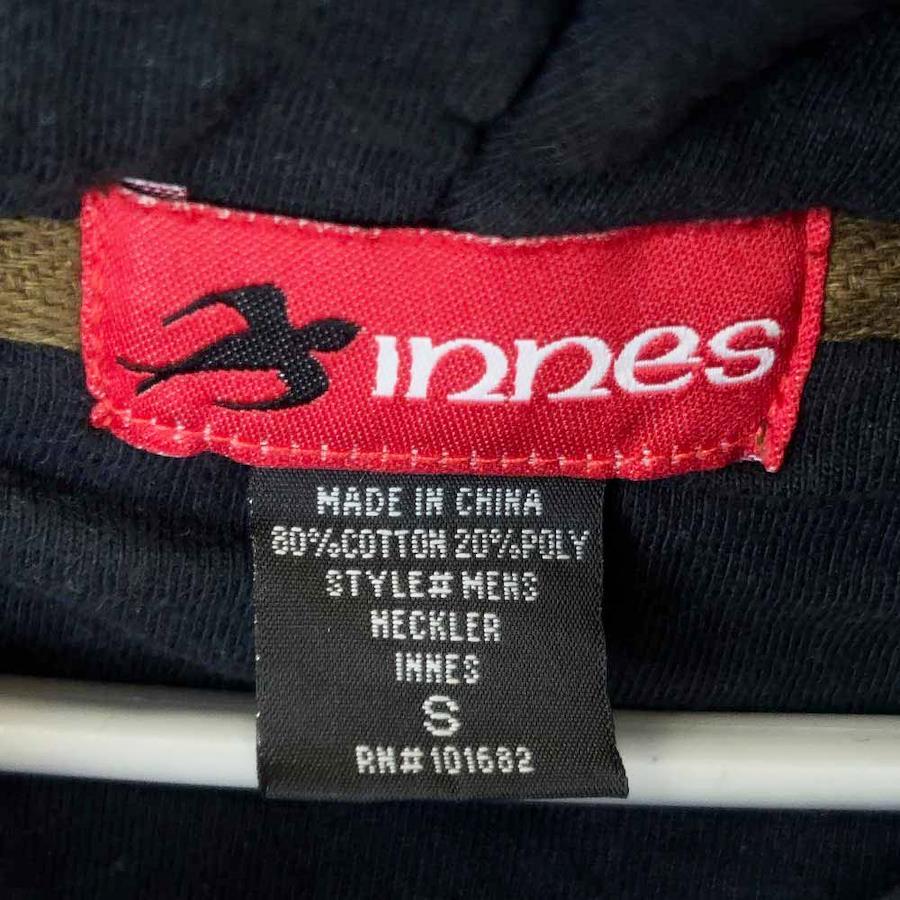 innes
MADE IN CHINA
80%COTTON 20%POLY
STYLE# MENS
HECKLER
INNES
S
RN# 101682